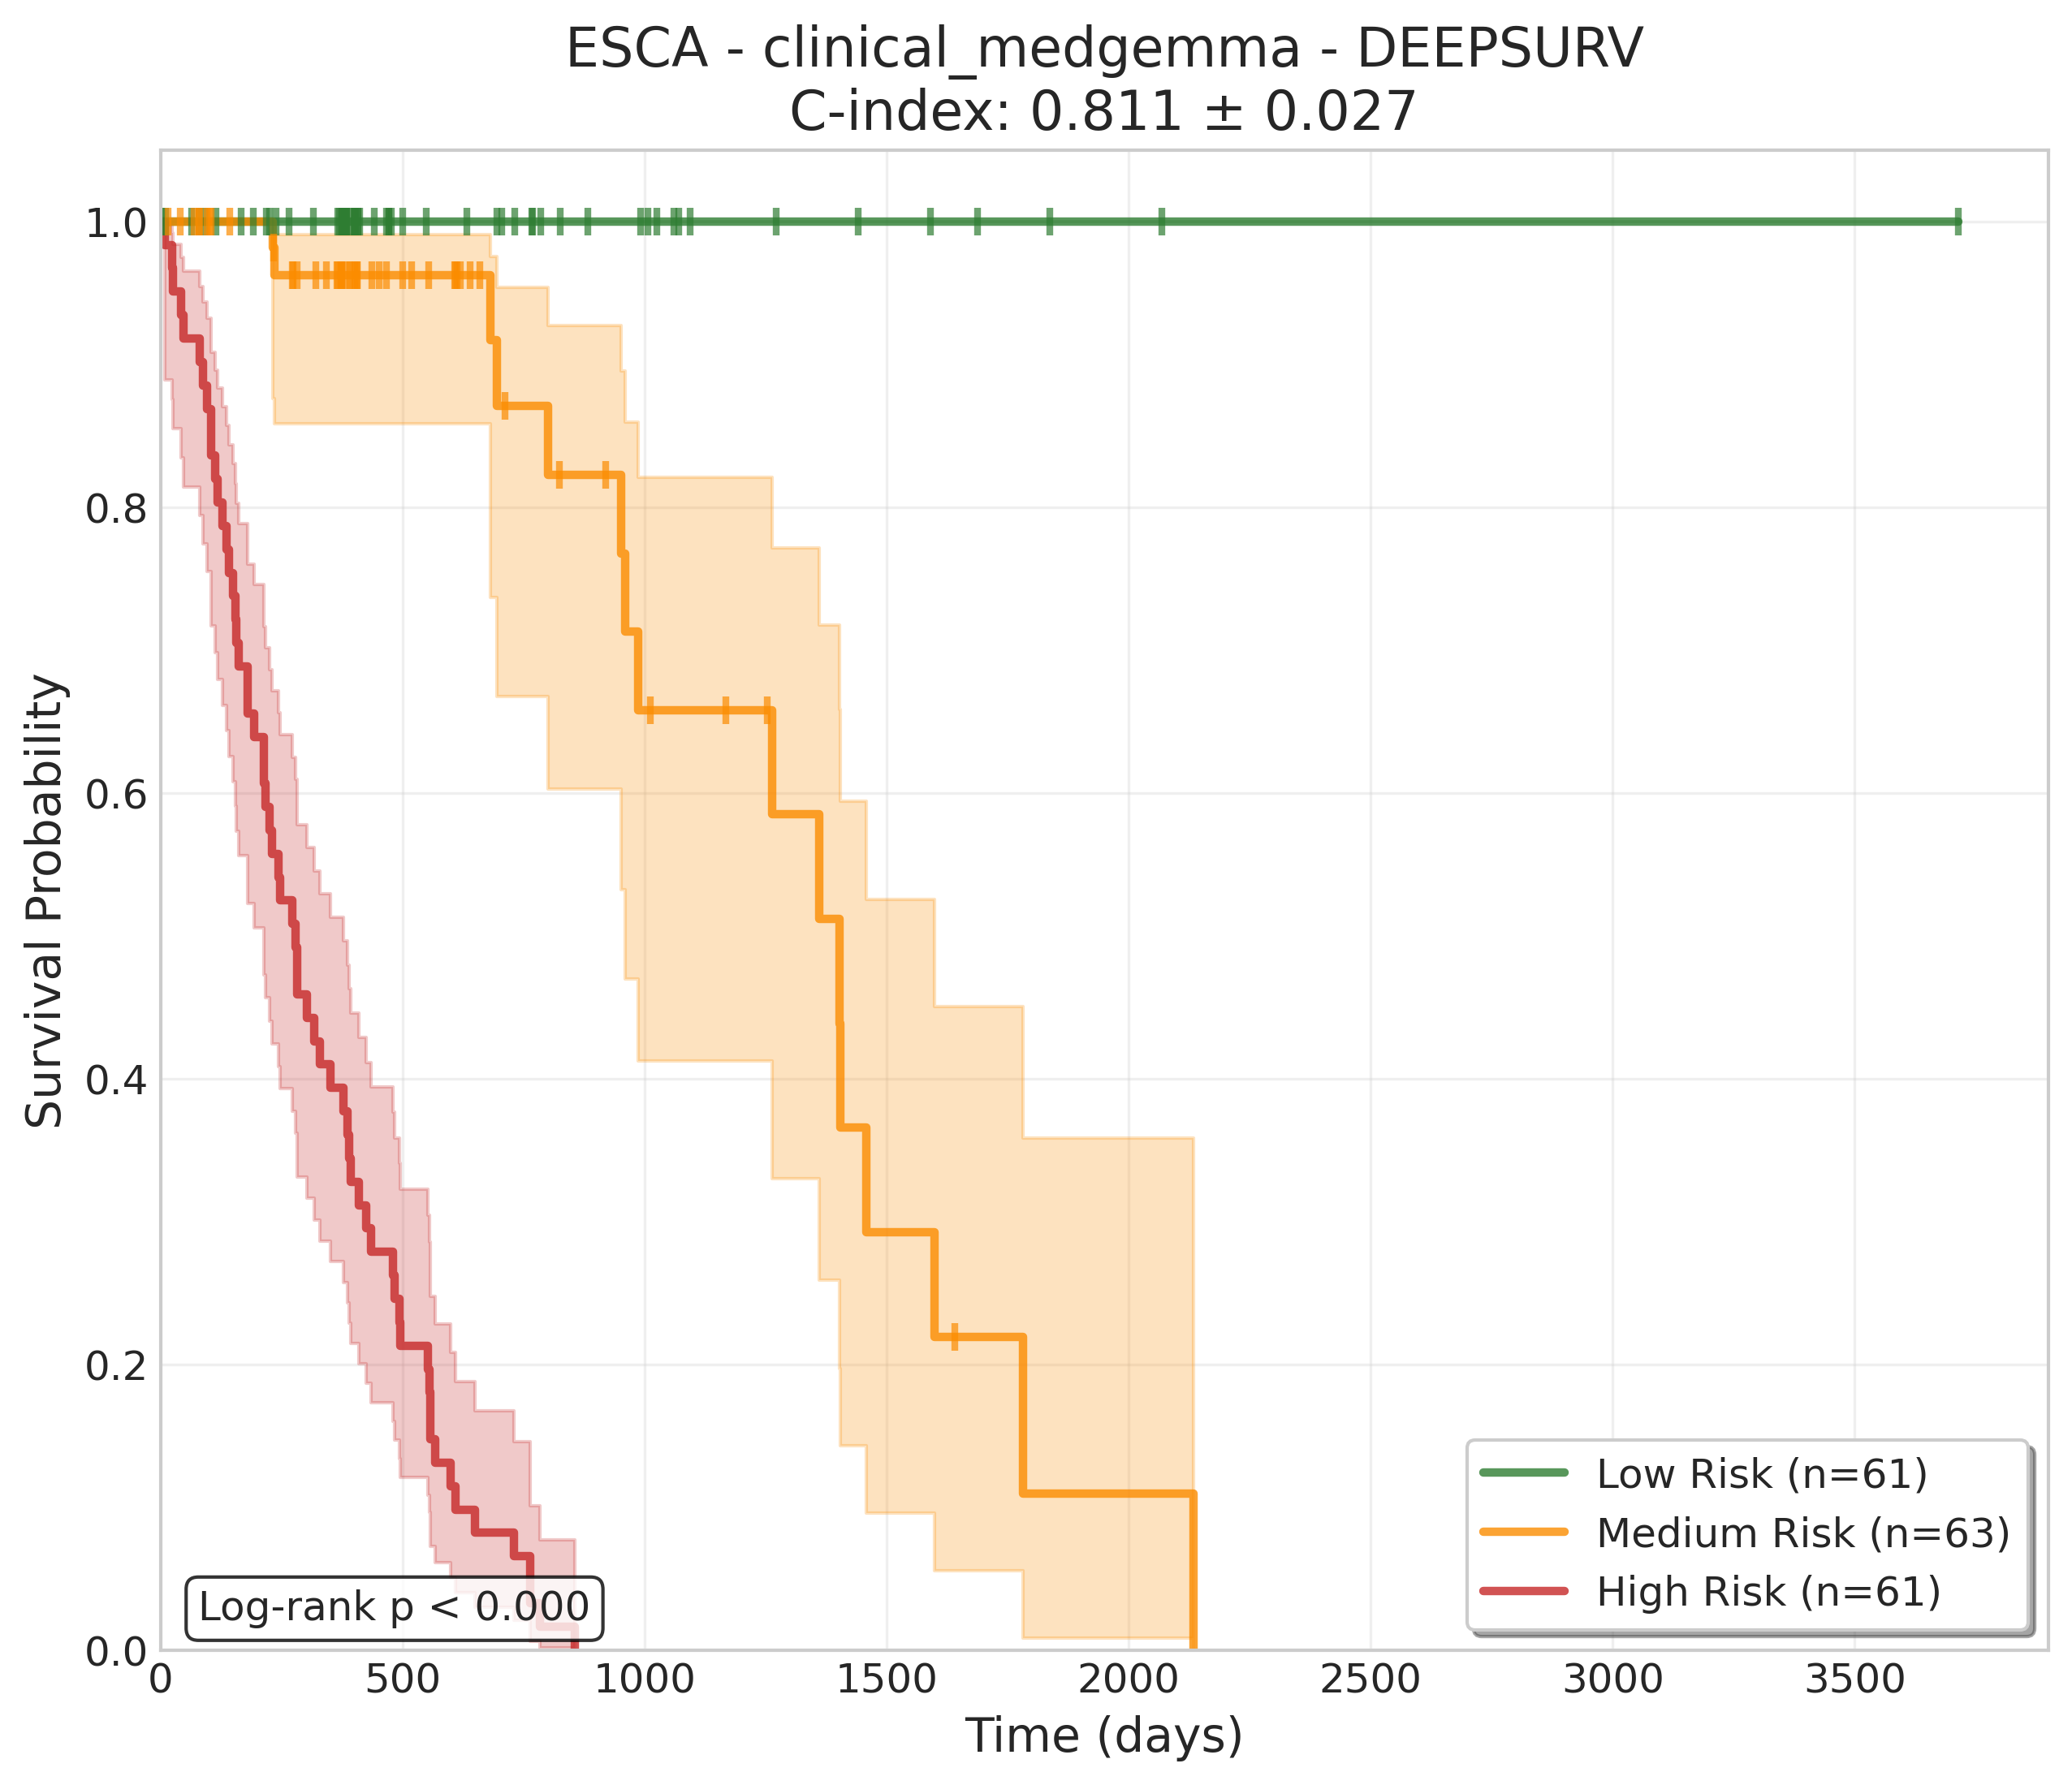 ESCA - clinical_medgemma - DEEPSURV
C-index: 0.811 ± 0.027
Survival Probability
1.0
0.8
0.6
0.4
0.2
0.0
Log-rank p < 0.000
Low Risk (n=61)
Medium Risk (n=63)
High Risk (n=61)
0 500 1000 1500 2000 2500 3000 3500
Time (days)